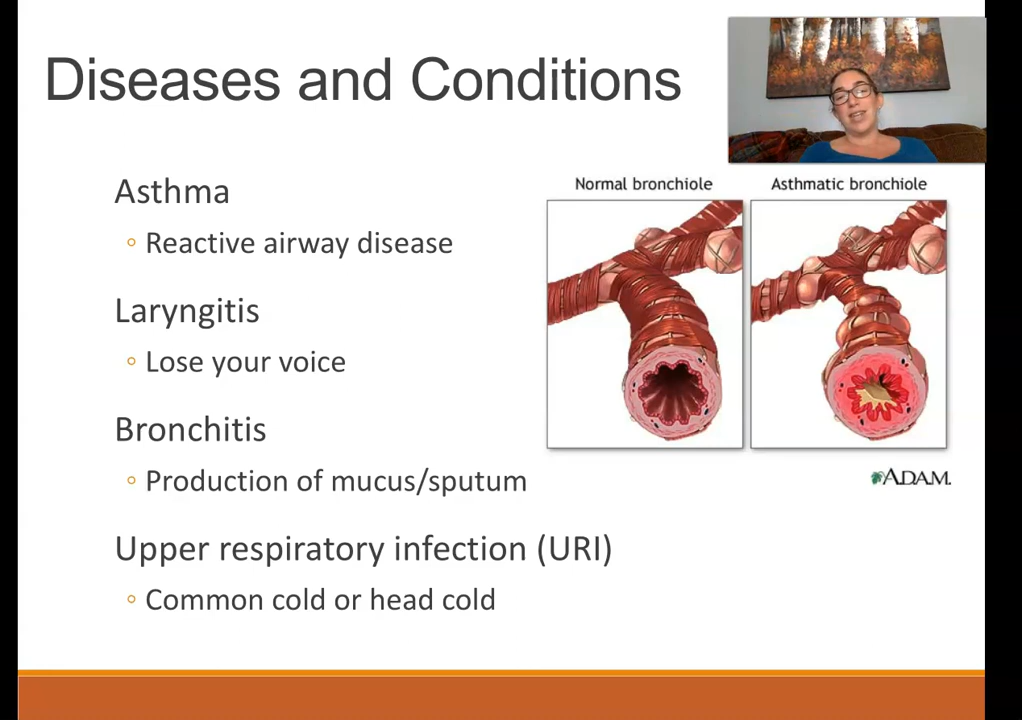 Diseases and Conditions
Asthma
◦ Reactive airway disease
Laryngitis
◦ Lose your voice
Bronchitis
◦ Production of mucus/sputum
Upper respiratory infection (URI)
◦ Common cold or head cold
Normal bronchiole
Asthmatic bronchiole
ADAM.